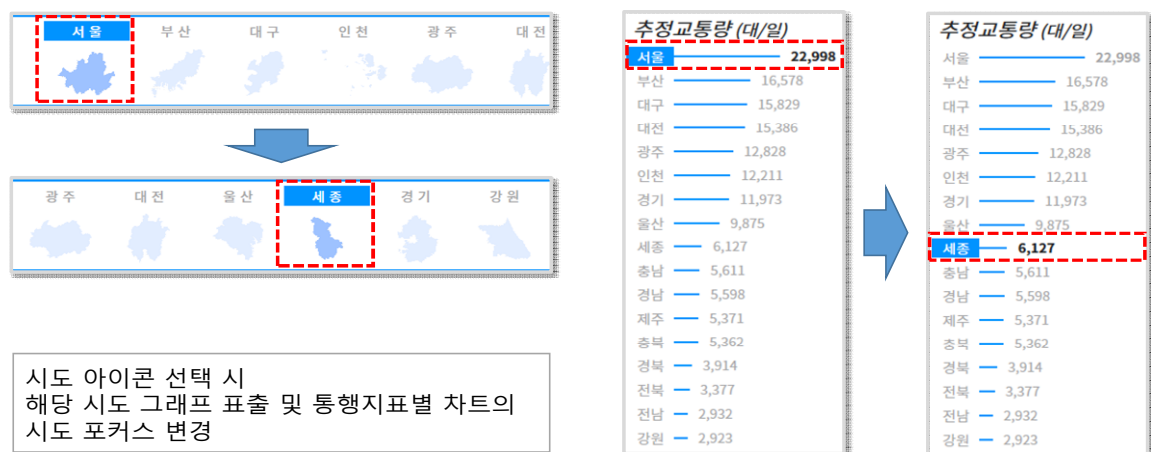 서울 부산 대구 인천 광주 대전
광주 대전 울산 세종 경기 강원
시도 아이콘 선택 시
해당 시도 그래프 표출 및 통행지표별 차트의
시도 포커스 변경
추정교통량 (대/일)
서울 22,998
부산 16,578
대구 15,829
대전 15,386
광주 12,828
인천 12,211
경기 11,973
울산 9,875
세종 6,127
충남 5,611
경남 5,598
제주 5,371
충북 5,362
경북 3,914
전북 3,377
전남 2,932
강원 2,923
추정교통량 (대/일)
서울 22,998
부산 16,578
대구 15,829
대전 15,386
광주 12,828
인천 12,211
경기 11,973
울산 9,875
세종 6,127
충남 5,611
경남 5,598
제주 5,371
충북 5,362
경북 3,914
전북 3,377
전남 2,932
강원 2,923